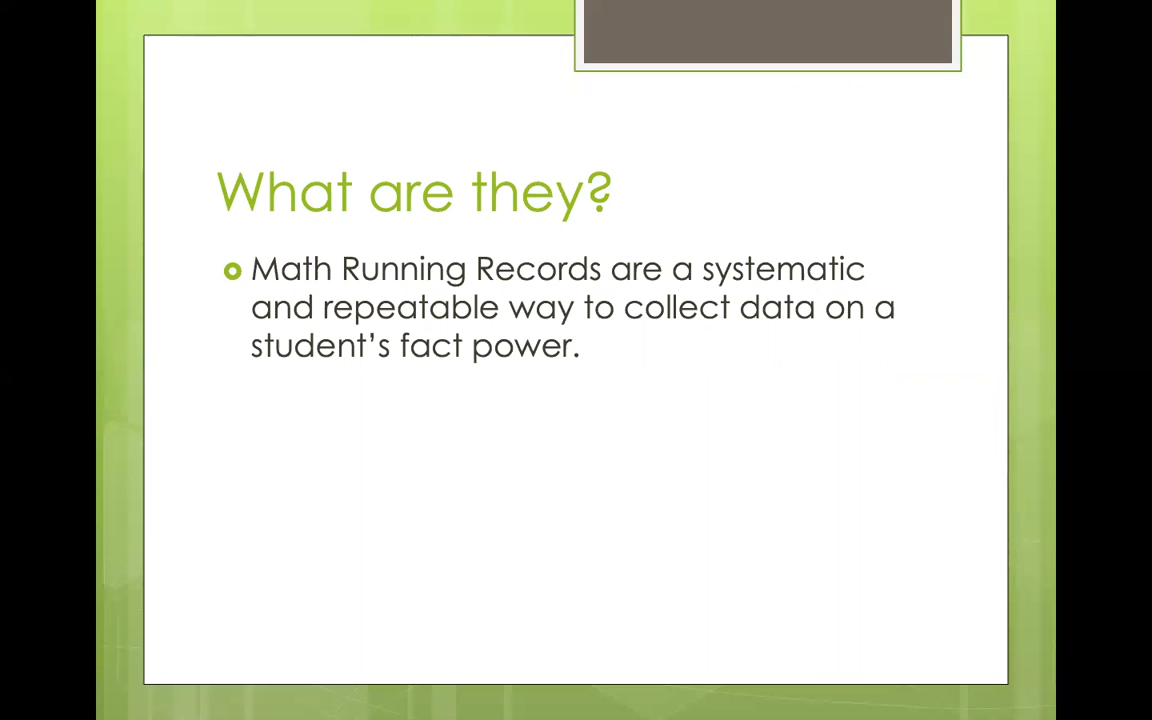 What are they?
Math Running Records are a systematic
and repeatable way to collect data on a
student’s fact power.